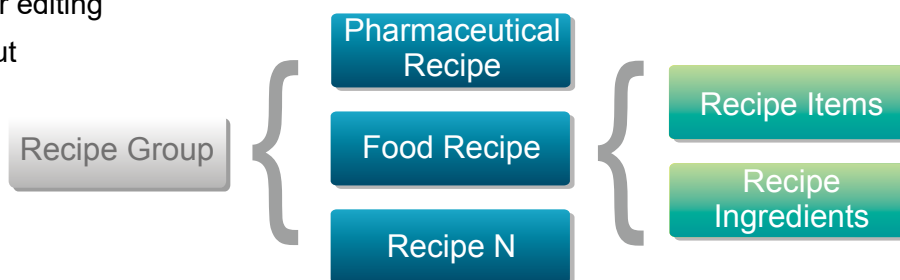 r editing
ut
Recipe Group
Pharmaceutical
Recipe
Food Recipe
Recipe N
Recipe Items
Recipe
Ingredients